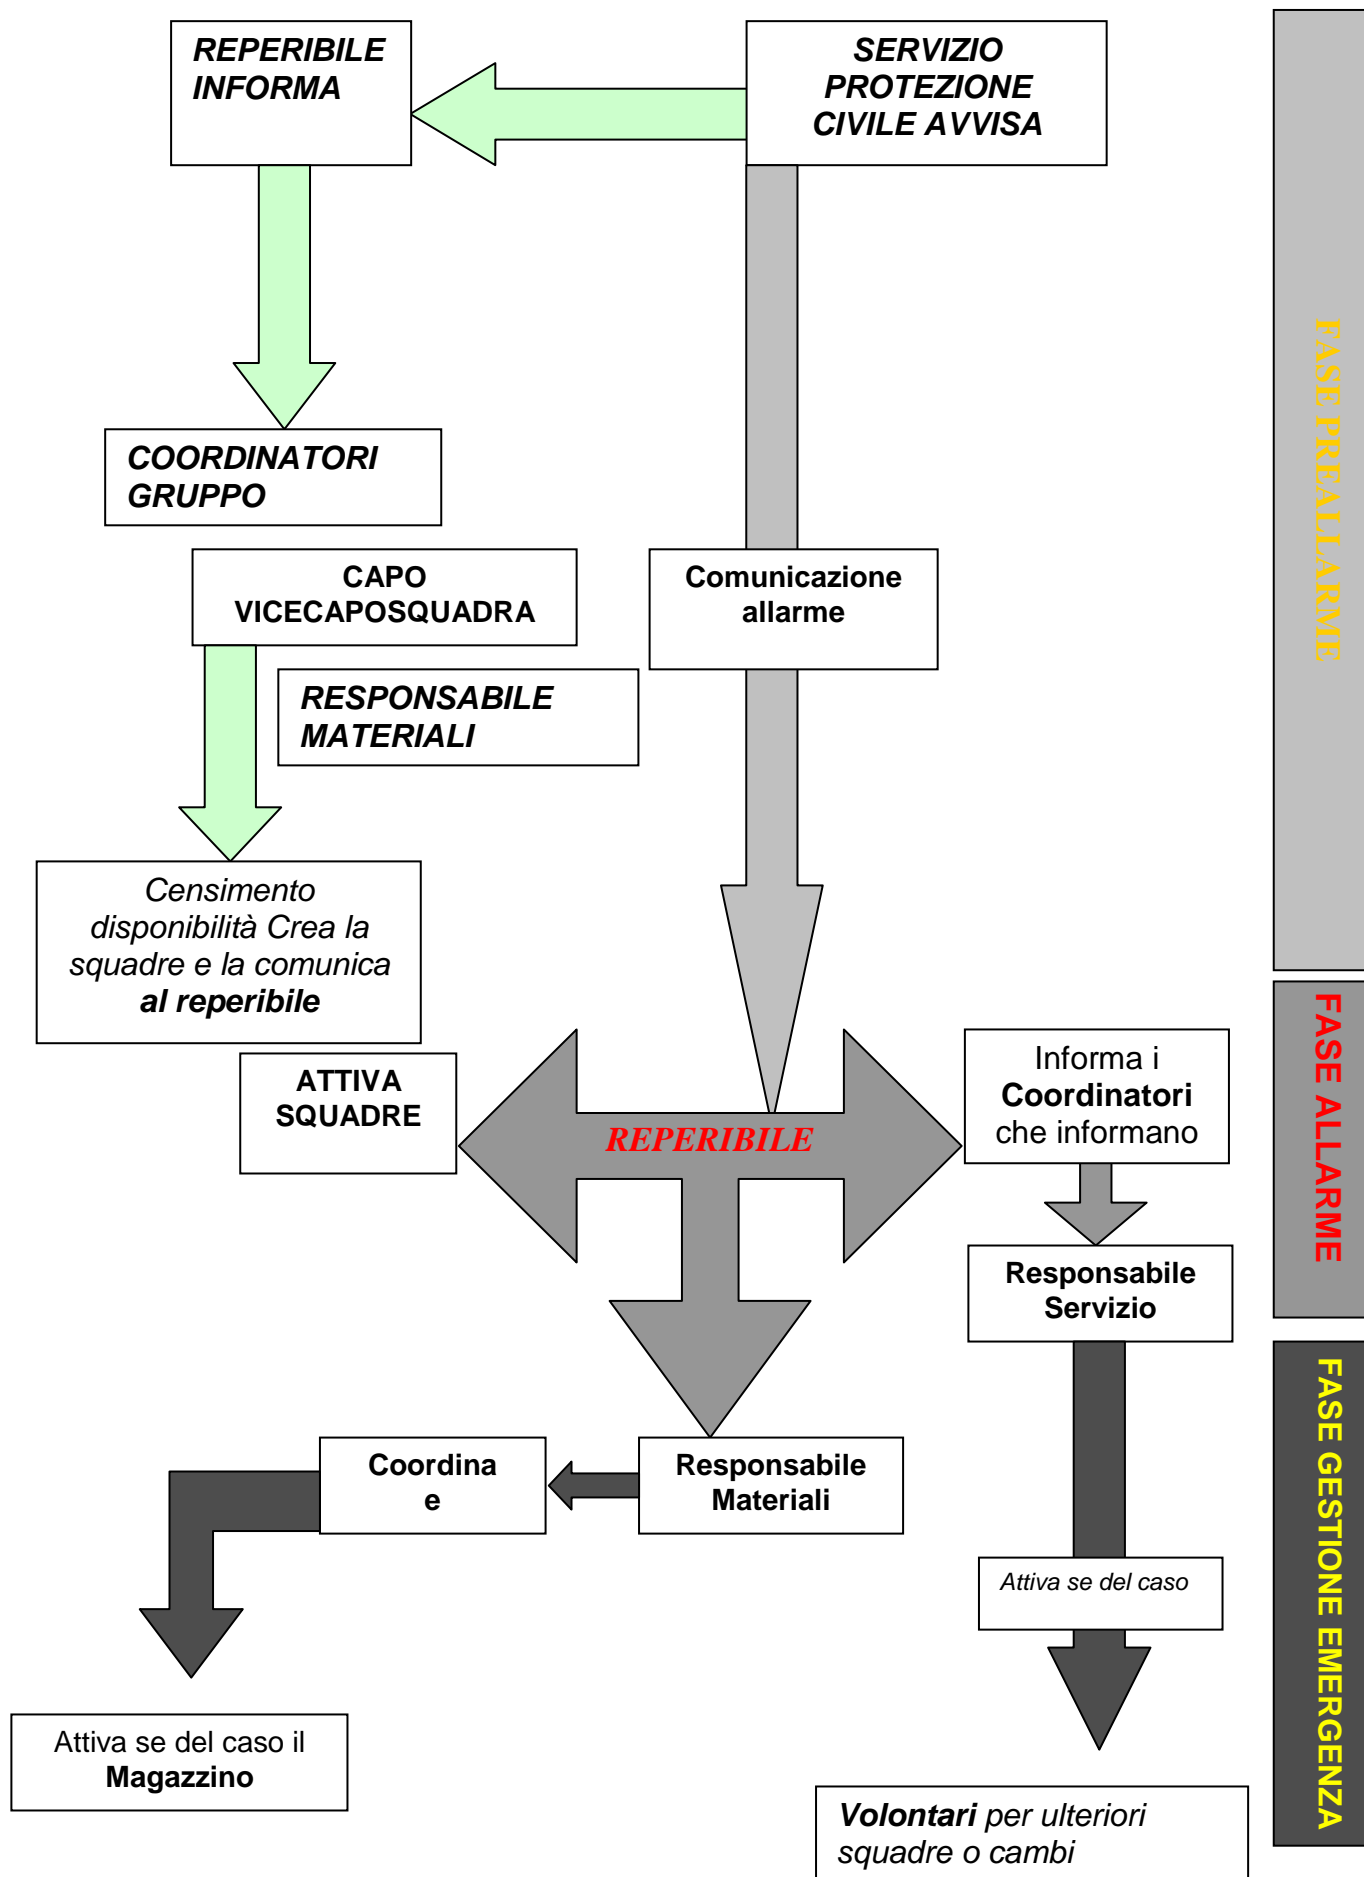 REPERIBILE
INFORMA
SERVIZIO
PROTEZIONE
CIVILE AVVISA
COORDINATORI
GRUPPO
CAPO
VICECAPOSQUADRA
Comunicazione
allarme
RESPONSABILE
MATERIALI
FASE PREALLARME
Censimento
disponibilità Crea la
squadre e la comunica
al reperibile
ATTIVA
SQUADRE
REPERIBILE
Informa i
Coordinatori
che informano
FASE ALLARME
Responsabile
Servizio
Coordina
e
Responsabile
Materiali
Attiva se del caso
FASE GESTIONE EMERGENZA
Attiva se del caso il
Magazzino
Volontari per ulteriori
squadre o cambi